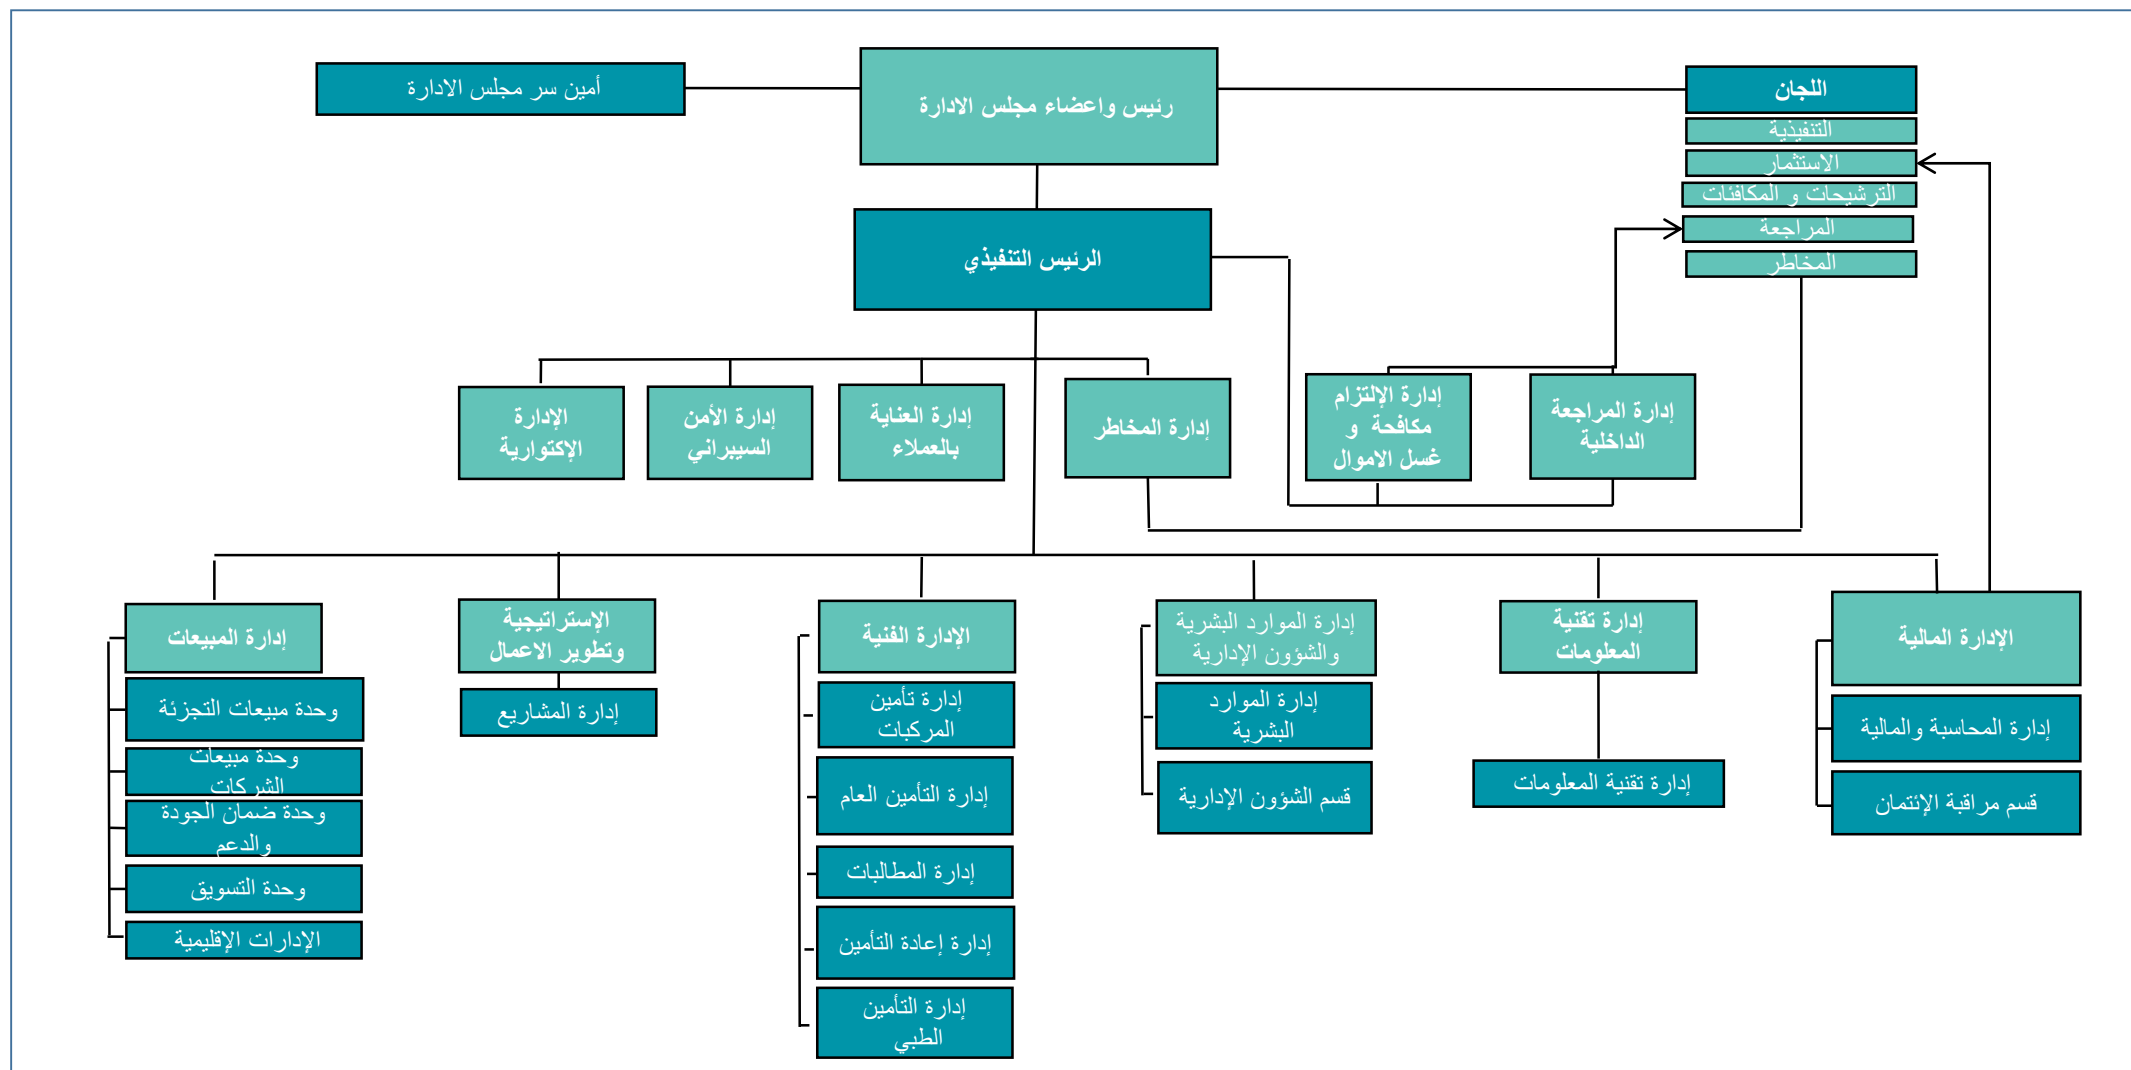 رئيس واعضاء مجلس الادارة
أمين سر مجلس الادارة
اللجان
التنفيذية
الاستثمار
الترشيحات و المكافئات
المراجعة
المخاطر
الرئيس التنفيذي
إدارة المراجعة
الداخلية
إدارة الإلتزام
مكافحة و
غسل الاموال
إدارة المخاطر
إدارة العناية
بالعملاء
إدارة الأمن
السيبراني
الإدارة
الإكتوارية
الإدارة المالية
إدارة المحاسبة والمالية
قسم مراقبة الإئتمان
إدارة تقنية
المعلومات
إدارة تقنية المعلومات
إدارة الموارد البشرية
والشؤون الإدارية
إدارة الموارد
البشرية
قسم الشؤون الإدارية
الإدارة الفنية
إدارة تأمين
المركبات
إدارة التأمين العام
إدارة المطالبات
إدارة إعادة التأمين
إدارة التأمين
الطبي
الإستراتيجية
وتطوير الاعمال
إدارة المشاريع
إدارة المبيعات
وحدة مبيعات التجزئة
وحدة مبيعات
الشركات
وحدة ضمان الجودة
والدعم
وحدة التسويق
الإدارات الإقليمية